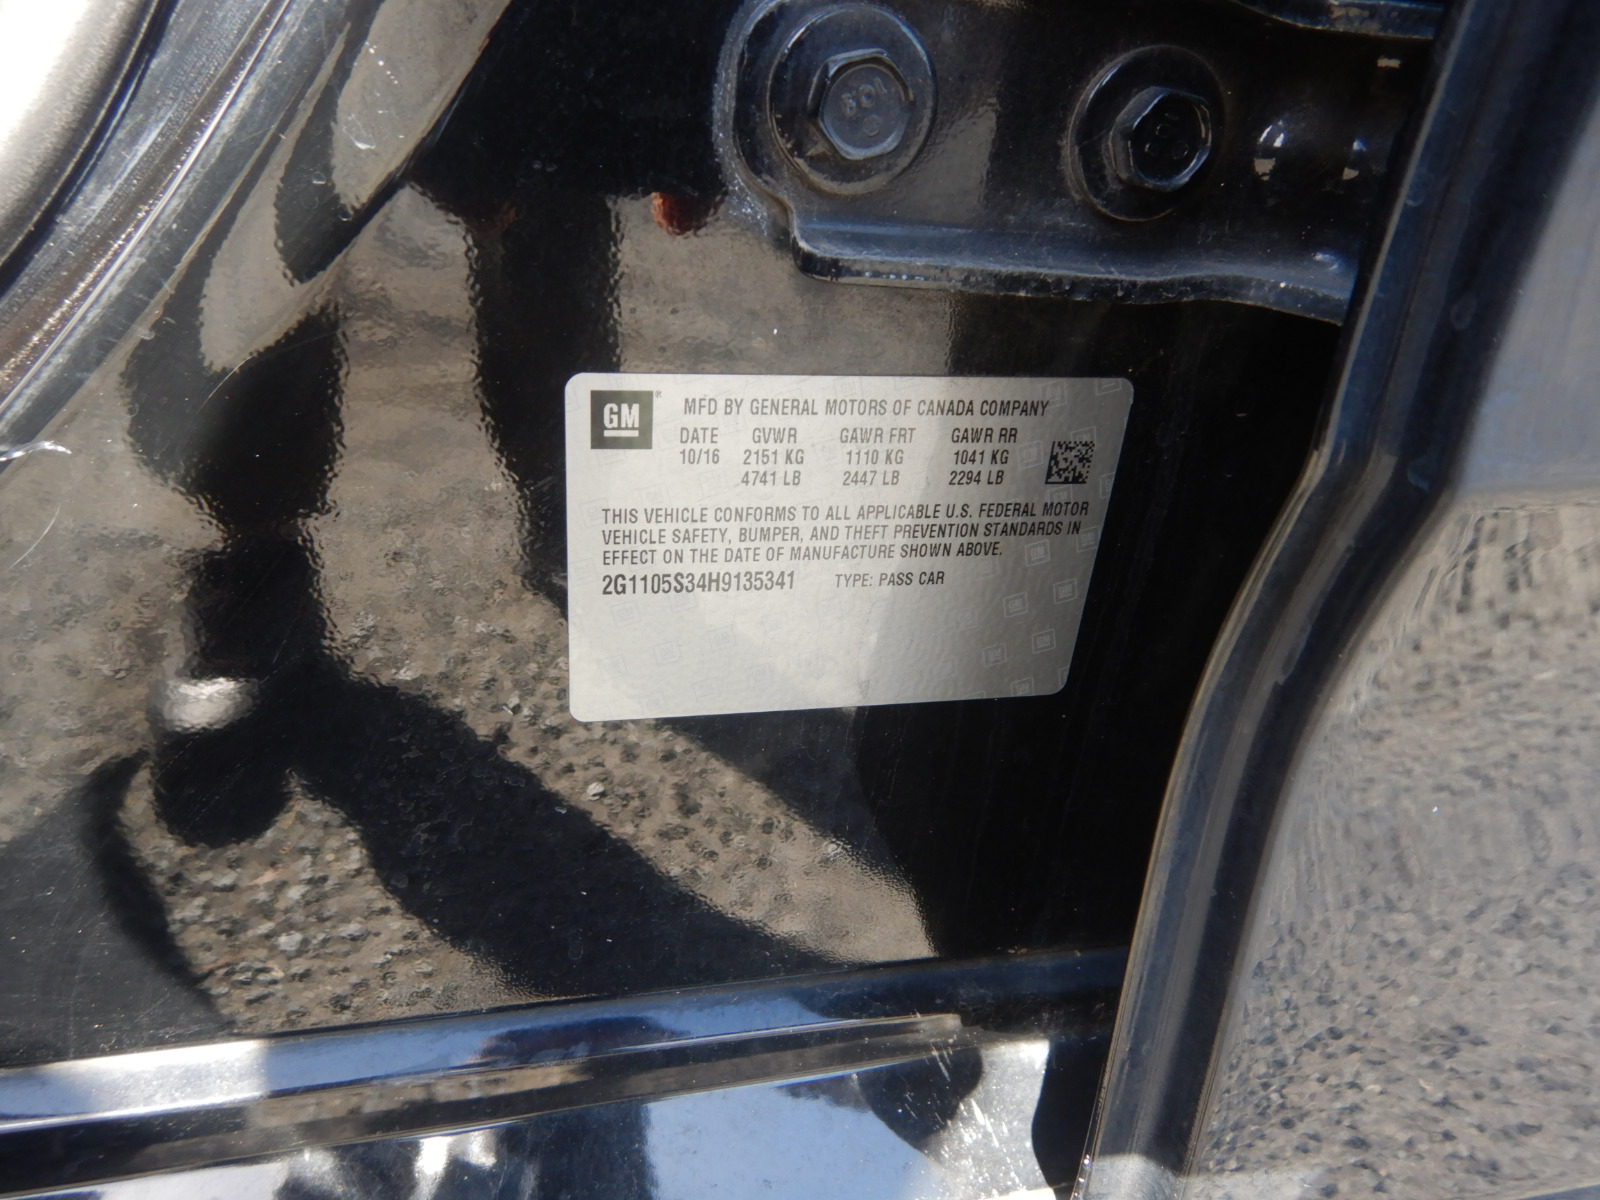 GM
MFD BY GENERAL MOTORS OF CANADA COMPANY
DATE GVWR GAWR FRT GAWR RR
10/16 2151 KG 1110 KG 1041 KG
4741 LB 2447 LB 2294 LB
THIS VEHICLE CONFORMS TO ALL APPLICABLE U.S. FEDERAL MOTOR
VEHICLE SAFETY, BUMPER, AND THEFT PREVENTION STANDARDS IN
EFFECT ON THE DATE OF MANUFACTURE SHOWN ABOVE.
2G1105S34H9135341 TYPE: PASS CAR